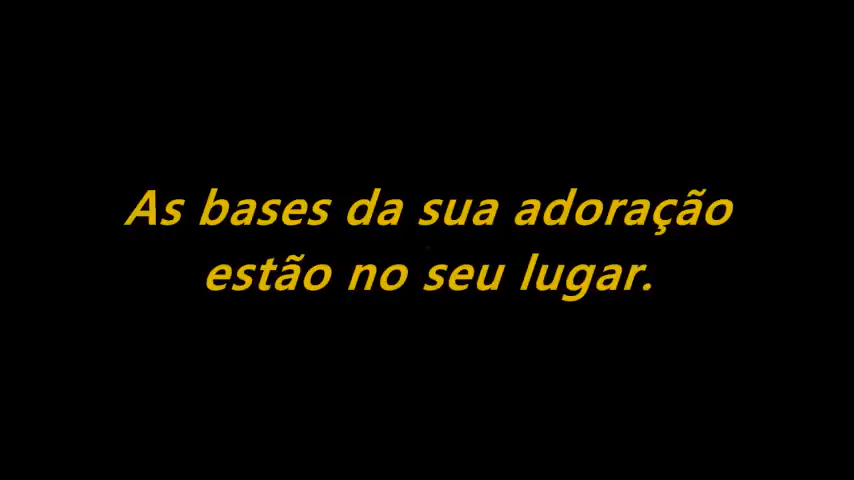 As bases da sua adoração
estão no seu lugar.